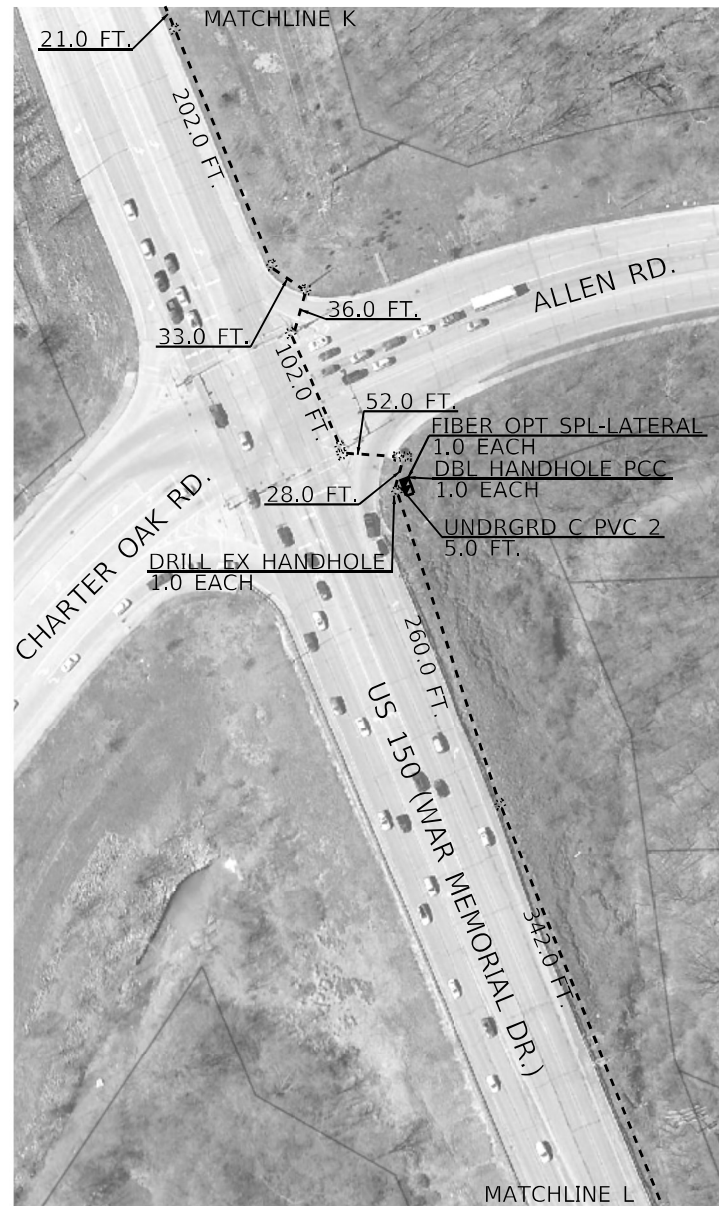 MATCHLINE K
21.0 FT.
202.0 FT.
ALLEN RD.
36.0 FT.
33.0 FT.
102.0 FT.
52.0 FT.
FIBER OPT SPL-LATERAL
1.0 EACH
DBL HANDHOLE PCC
1.0 EACH
28.0 FT.
UNDRGRD C PVC 2
5.0 FT.
DRILL EX HANDHOLE
1.0 EACH
CHARTER OAK RD.
260.0 FT.
US 150 (WAR MEMORIAL DR.)
342.0 FT.
MATCHLINE L